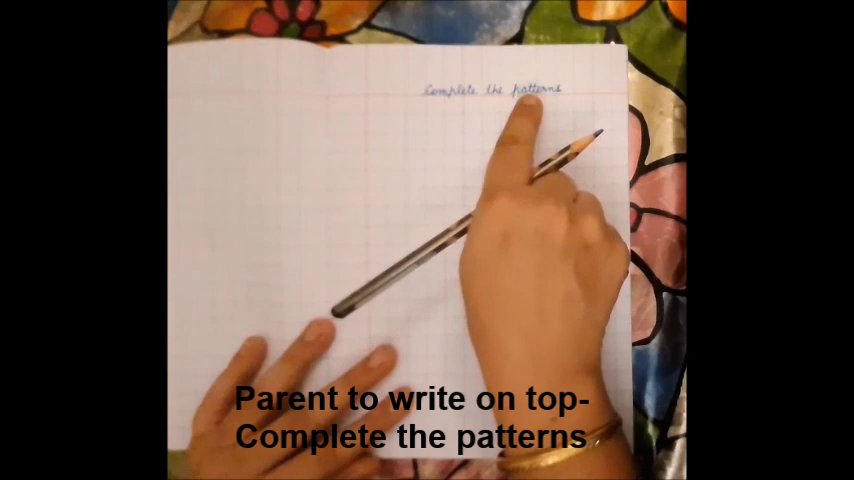 Complete the patterns
Parent to write on top-
Complete the patterns